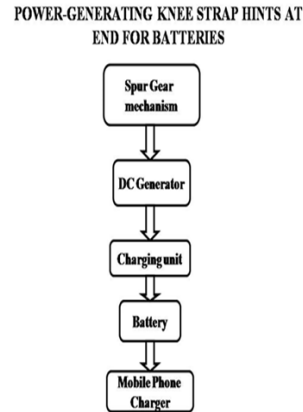 POWER-GENERATING KNEE STRAP HINTS AT
END FOR BATTERIES
Spur Gear
mechanism
DC Generator
Charging unit
Battery
Mobile Phone
Charger